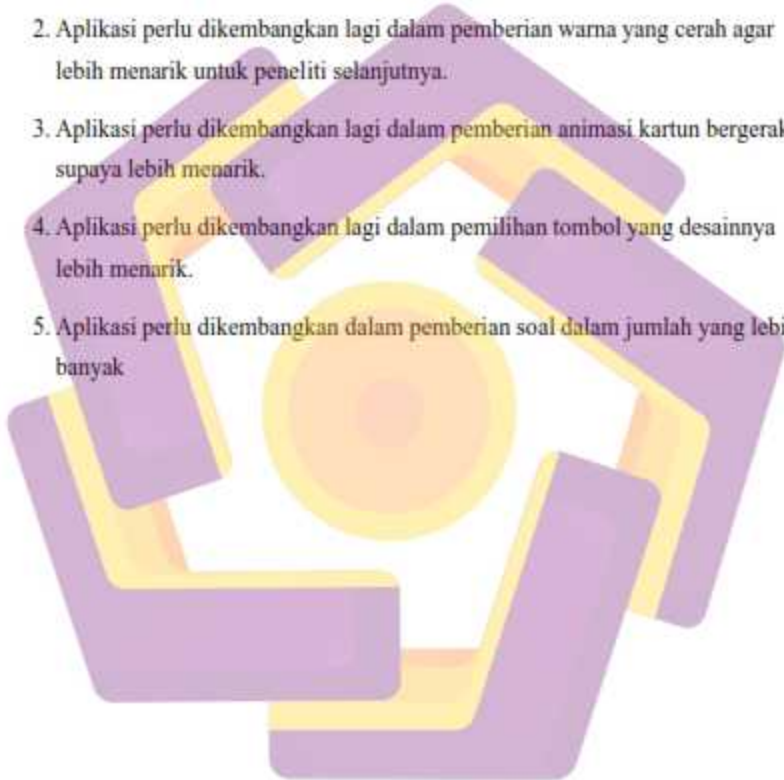 2. Aplikasi perlu dikembangkan lagi dalam pemberian warna yang cerah agar
lebih menarik untuk peneliti selanjutnya.
3. Aplikasi perlu dikembangkan lagi dalam pemberian animasi kartun bergerak
supaya lebih menarik.
4. Aplikasi perlu dikembangkan lagi dalam pemilihan tombol yang desainnya
lebih menarik.
5. Aplikasi perlu dikembangkan dalam pemberian soal dalam jumlah yang lebi
banyak